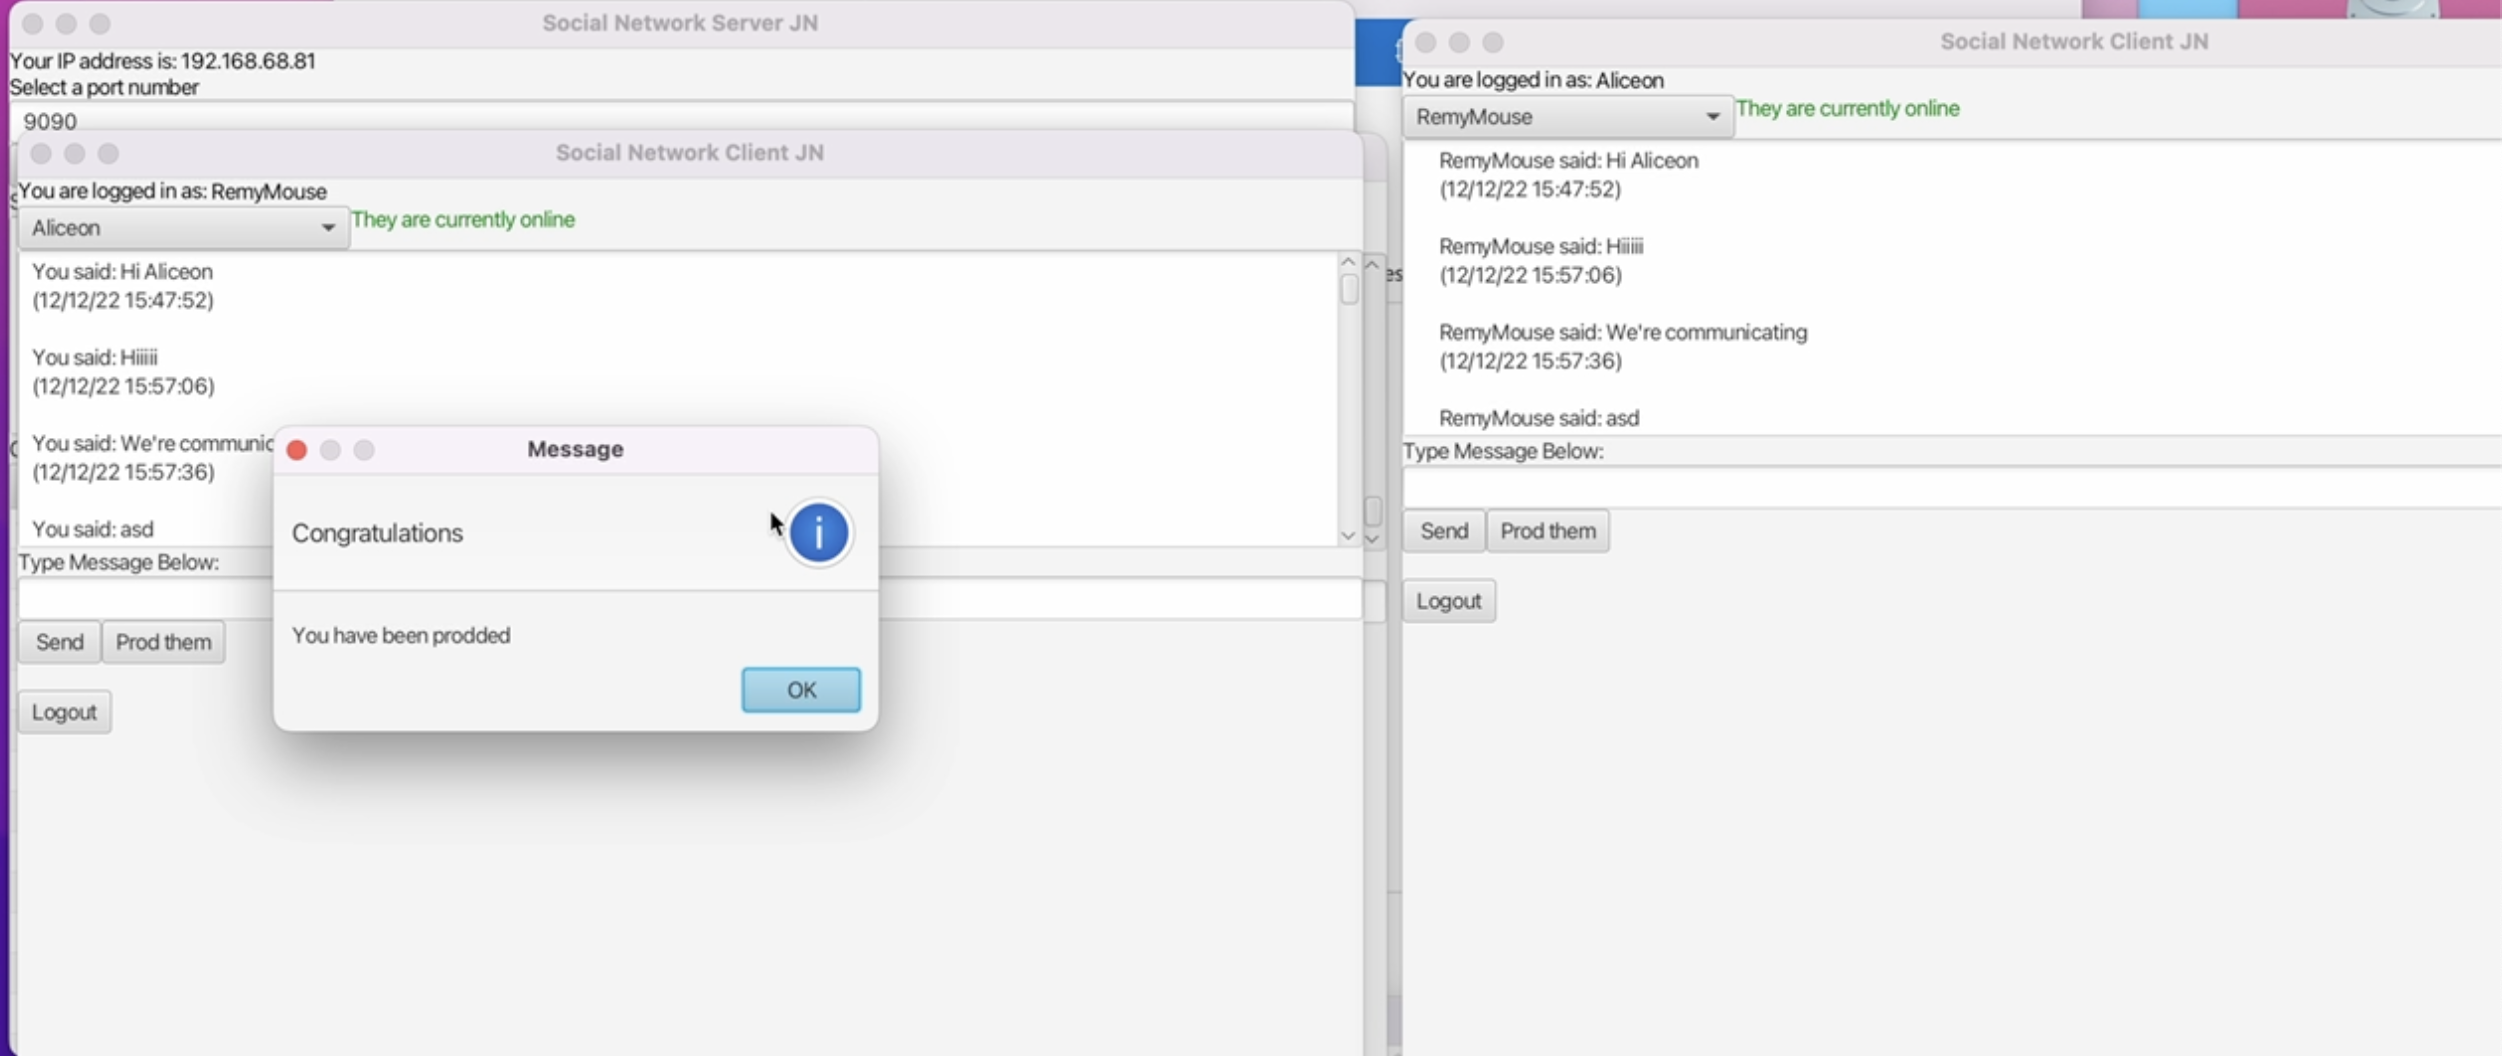 Social Network Server JN
Your IP address is: 192.168.68.81
Select a port number
9090
Social Network Client JN
You are logged in as: RemyMouse
Aliceon
They are currently online
You said: Hi Aliceon
(12/12/22 15:47:52)
You said: Hiiiii
(12/12/22 15:57:06)
You said: We're communic
(12/12/22 15:57:36)
You said: asd
Type Message Below:
Send
Prod them
Logout
Message
Congratulations
You have been prodded
OK
es
Social Network Client JN
You are logged in as: Aliceon
RemyMouse
They are currently online
RemyMouse said: Hi Aliceon
(12/12/22 15:47:52)
RemyMouse said: Hiiiii
(12/12/22 15:57:06)
RemyMouse said: We're communicating
(12/12/22 15:57:36)
RemyMouse said: asd
Type Message Below:
Send
Prod them
Logout